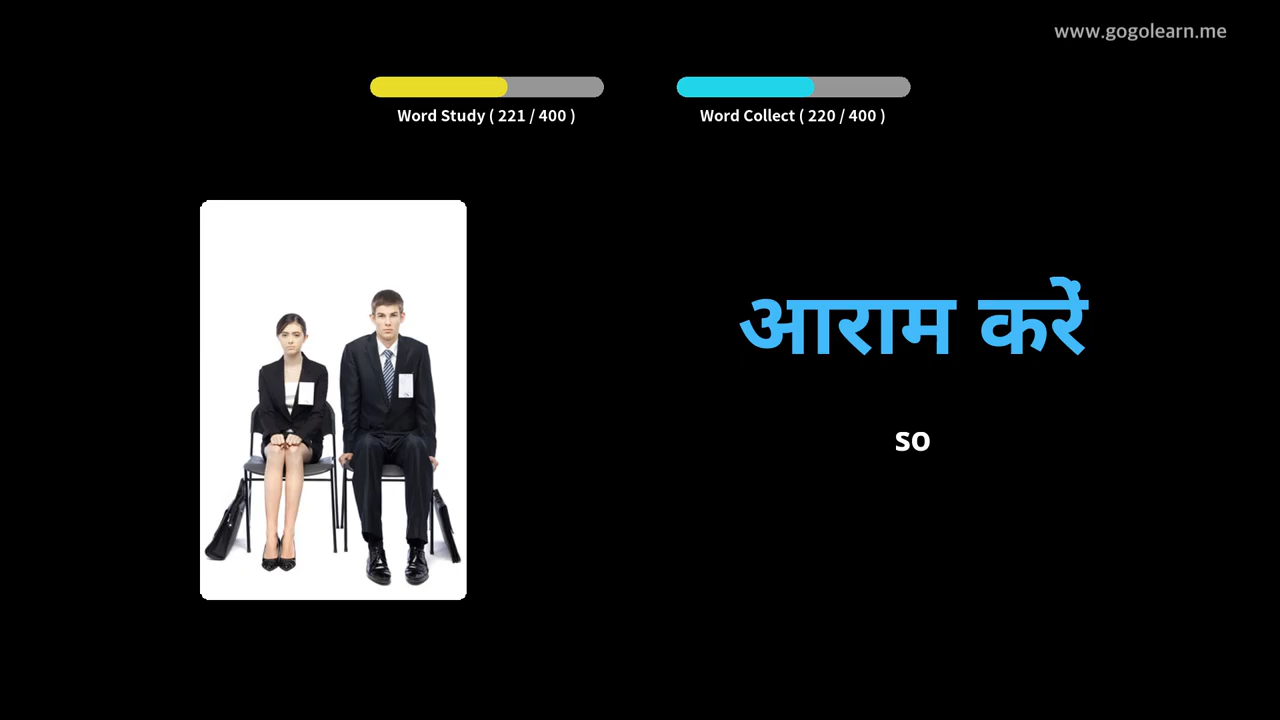 www.gogolearn.me
Word Study ( 221 / 400 )
Word Collect ( 220 / 400 )
आराम करें
so